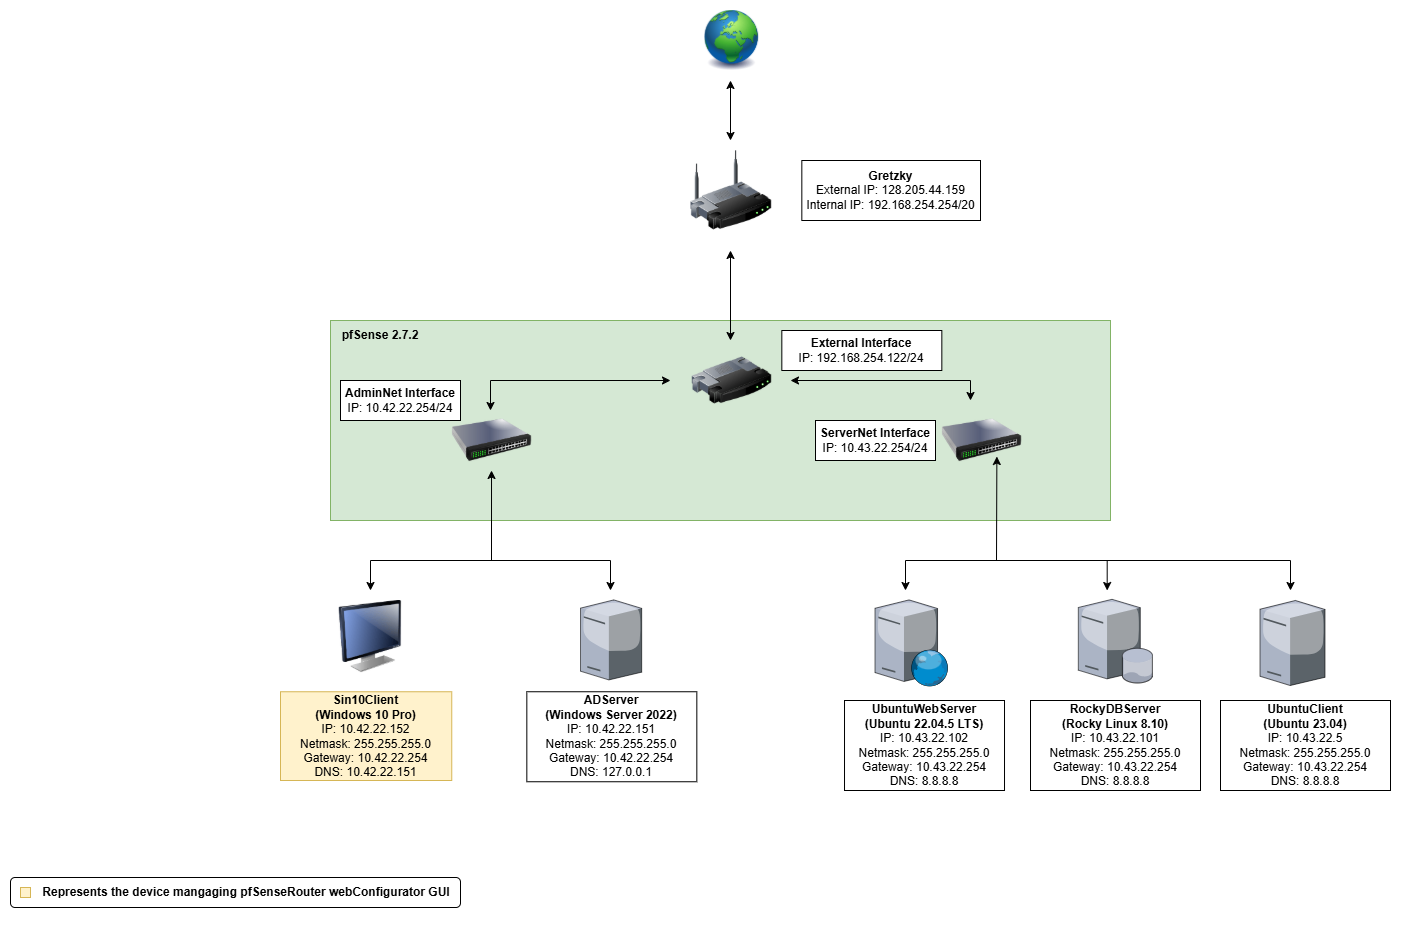 Gretzky
External IP: 128.205.44.159
Internal IP: 192.168.254.254/20
pfSense 2.7.2
External Interface
IP: 192.168.254.122/24
AdminNet Interface
IP: 10.42.22.254/24
ServerNet Interface
IP: 10.43.22.254/24
Sin10Client
(Windows 10 Pro)
IP: 10.42.22.152
Netmask: 255.255.255.0
Gateway: 10.42.22.254
DNS: 10.42.22.151
ADServer
(Windows Server 2022)
IP: 10.42.22.151
Netmask: 255.255.255.0
Gateway: 10.42.22.254
DNS: 127.0.0.1
UbuntuWebServer
(Ubuntu 22.04.5 LTS)
IP: 10.43.22.102
Netmask: 255.255.255.0
Gateway: 10.43.22.254
DNS: 8.8.8.8
RockyDBServer
(Rocky Linux 8.10)
IP: 10.43.22.101
Netmask: 255.255.255.0
Gateway: 10.43.22.254
DNS: 8.8.8.8
UbuntuClient
(Ubuntu 23.04)
IP: 10.43.22.5
Netmask: 255.255.255.0
Gateway: 10.43.22.254
DNS: 8.8.8.8
Represents the device mangaging pfSenseRouter webConfigurator GUI